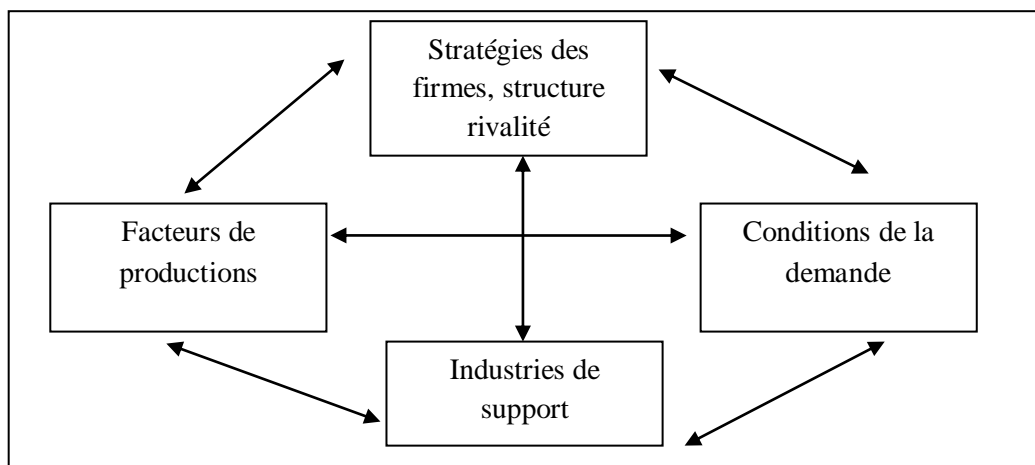 Stratégies des
firmes, structure
rivalité
Facteurs de
productions
Conditions de la
demande
Industries de
support